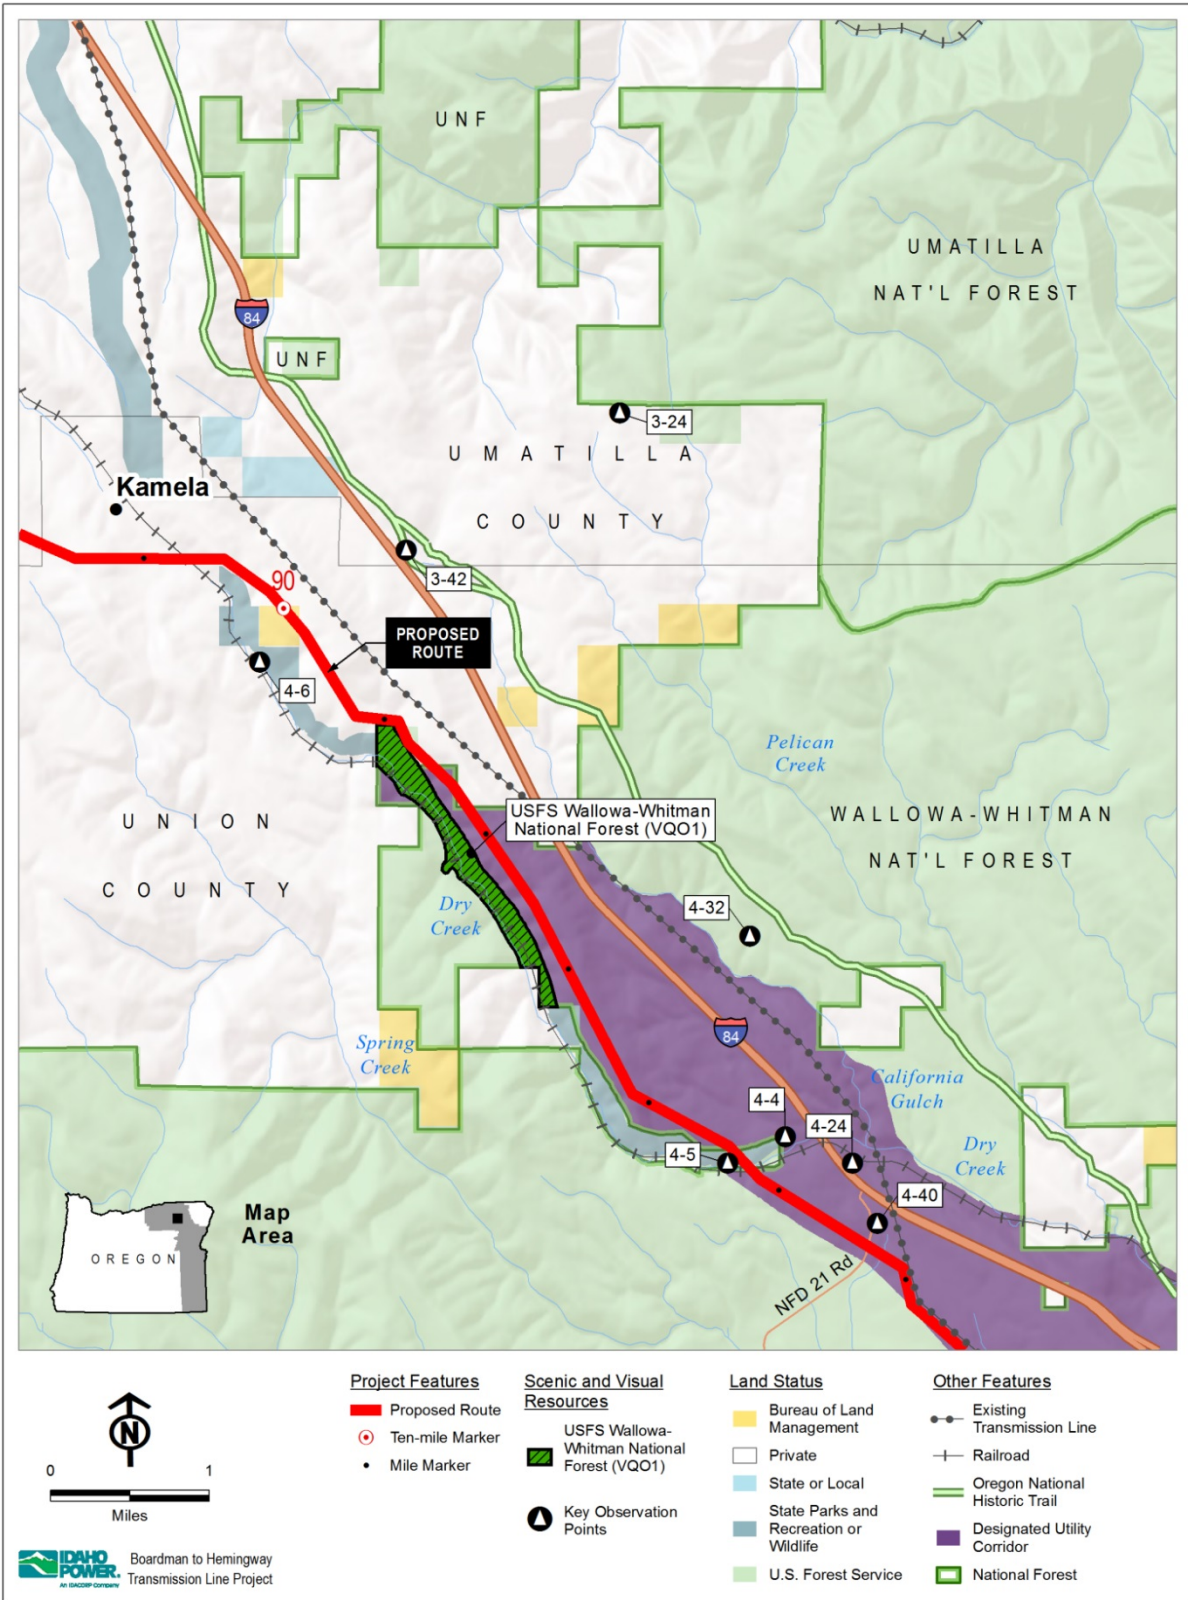 UNF
UMATILLA
NAT'L FOREST
84
UNF
3-24
UMATILLA
COUNTY
Kamela
3-42
90
PROPOSED
ROUTE
4-6
Pelican
Creek
USFS Wallowa-Whitman
National Forest (VQO1)
WALLOWA-WHITMAN
NAT'L FOREST
UNION
COUNTY
Dry
Creek
4-32
84
Spring
Creek
California
Gulch
4-4
4-24
Dry
Creek
4-5
4-40
NFD 21 Rd
OREGON
Map
Area
N
0 1
Miles
IDAHO
POWER.
An IDACORP Company
Boardman to Hemingway
Transmission Line Project
Project Features
Proposed Route
Ten-mile Marker
Mile Marker
Scenic and Visual
Resources
USFS Wallowa-
Whitman National
Forest (VQO1)
Key Observation
Points
Land Status
Bureau of Land
Management
Private
State or Local
State Parks and
Recreation or
Wildlife
U.S. Forest Service
Other Features
Existing
Transmission Line
Railroad
Oregon National
Historic Trail
Designated Utility
Corridor
National Forest